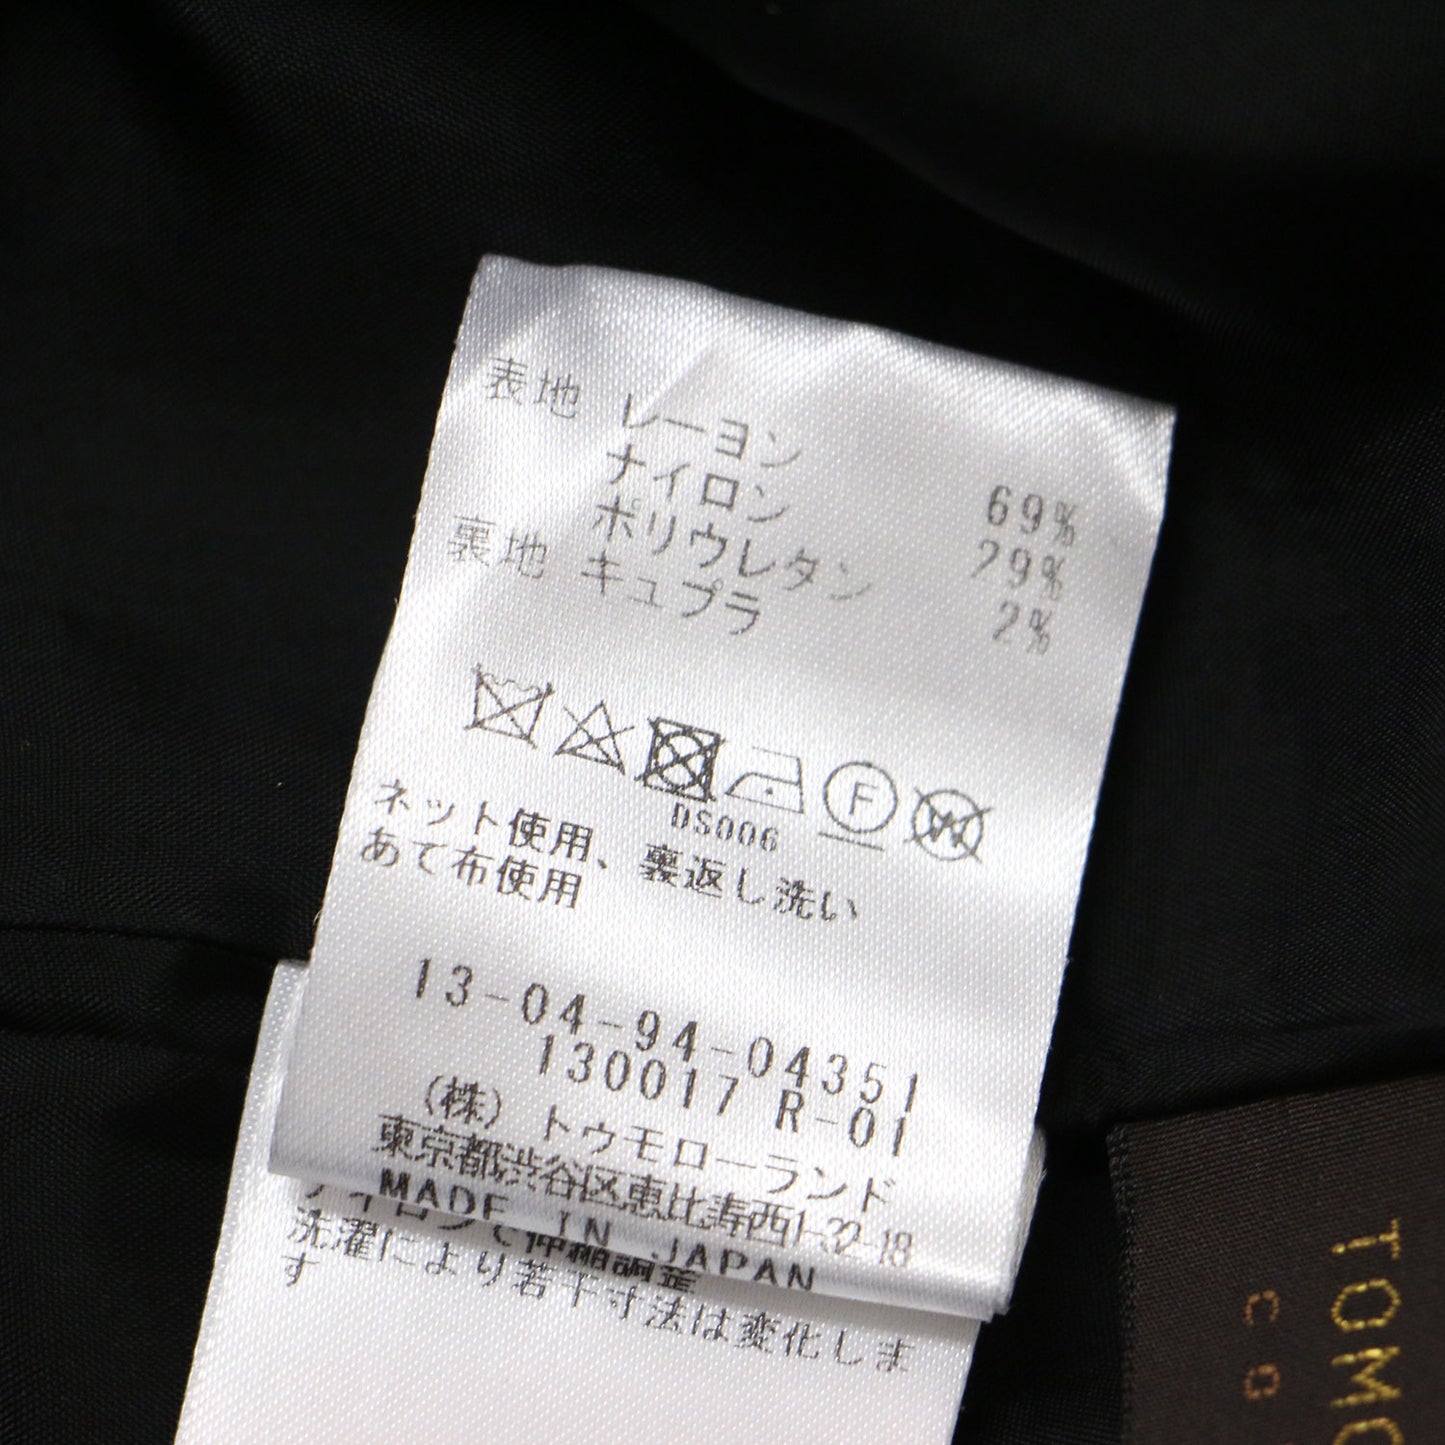 表地 レーヨン 69%
ナイロン 29%
ポリウレタン 2%
裏地 キュプラ
F W
DS006
ネット使用、裏返し洗い
あて布使用
13-04-94-04351
130017 R-01
(株)トゥモローランド
東京都渋谷区恵比寿西1-32-18
MADE IN JAPAN
洗濯により若干寸法は変化しま
す
TOMO
CO